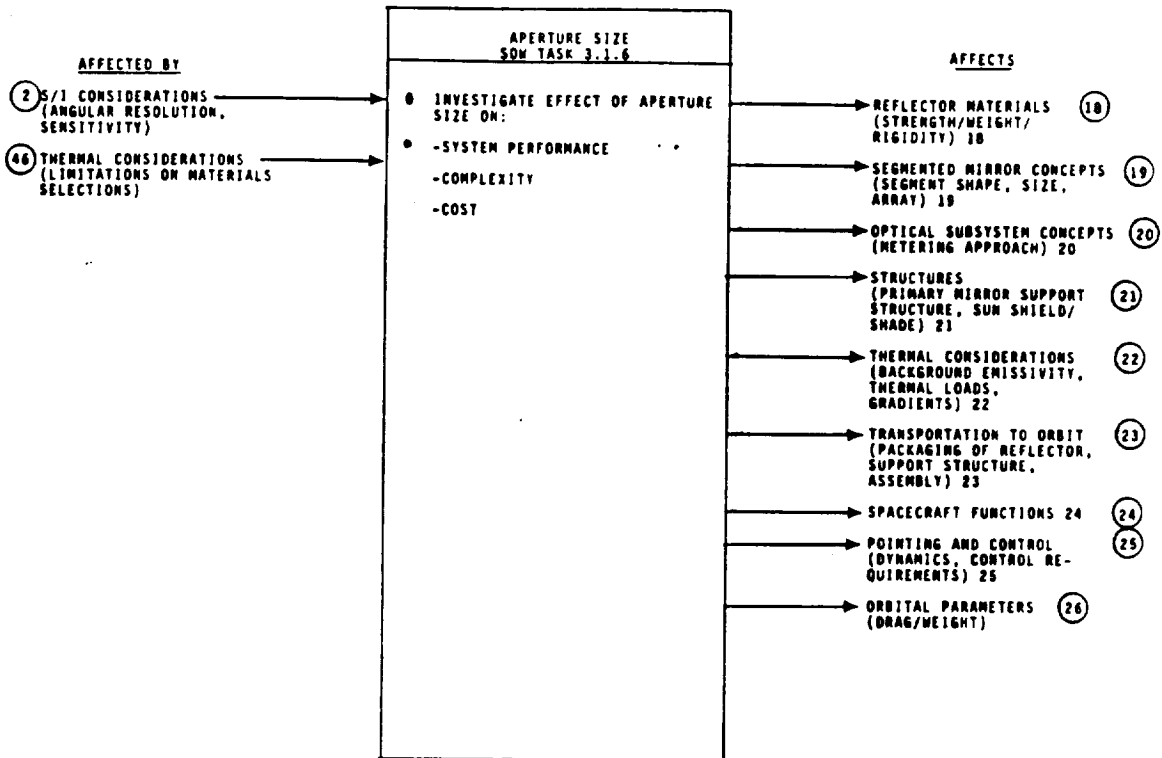 AFFECTED BY
2 S/I CONSIDERATIONS
(ANGULAR RESOLUTION,
SENSITIVITY)
46 THERMAL CONSIDERATIONS
(LIMITATIONS ON MATERIALS
SELECTIONS)
APERTURE SIZE
SOW TASK 3.1.6
● INVESTIGATE EFFECT OF APERTURE
SIZE ON:
● -SYSTEM PERFORMANCE
-COMPLEXITY
-COST
AFFECTS
REFLECTOR MATERIALS 18
(STRENGTH/WEIGHT/
RIGIDITY) 18
SEGMENTED MIRROR CONCEPTS 19
(SEGMENT SHAPE, SIZE,
ARRAY) 19
OPTICAL SUBSYSTEM CONCEPTS 20
(METERING APPROACH) 20
STRUCTURES
(PRIMARY MIRROR SUPPORT 21
STRUCTURE, SUN SHIELD/
SHADE) 21
THERMAL CONSIDERATIONS 22
(BACKGROUND EMISSIVITY,
THERMAL LOADS,
GRADIENTS) 22
TRANSPORTATION TO ORBIT 23
(PACKAGING OF REFLECTOR,
SUPPORT STRUCTURE,
ASSEMBLY) 23
SPACECRAFT FUNCTIONS 24 24
POINTING AND CONTROL 25
(DYNAMICS, CONTROL RE-
QUIREMENTS) 25
ORBITAL PARAMETERS 26
(DRAG/WEIGHT)